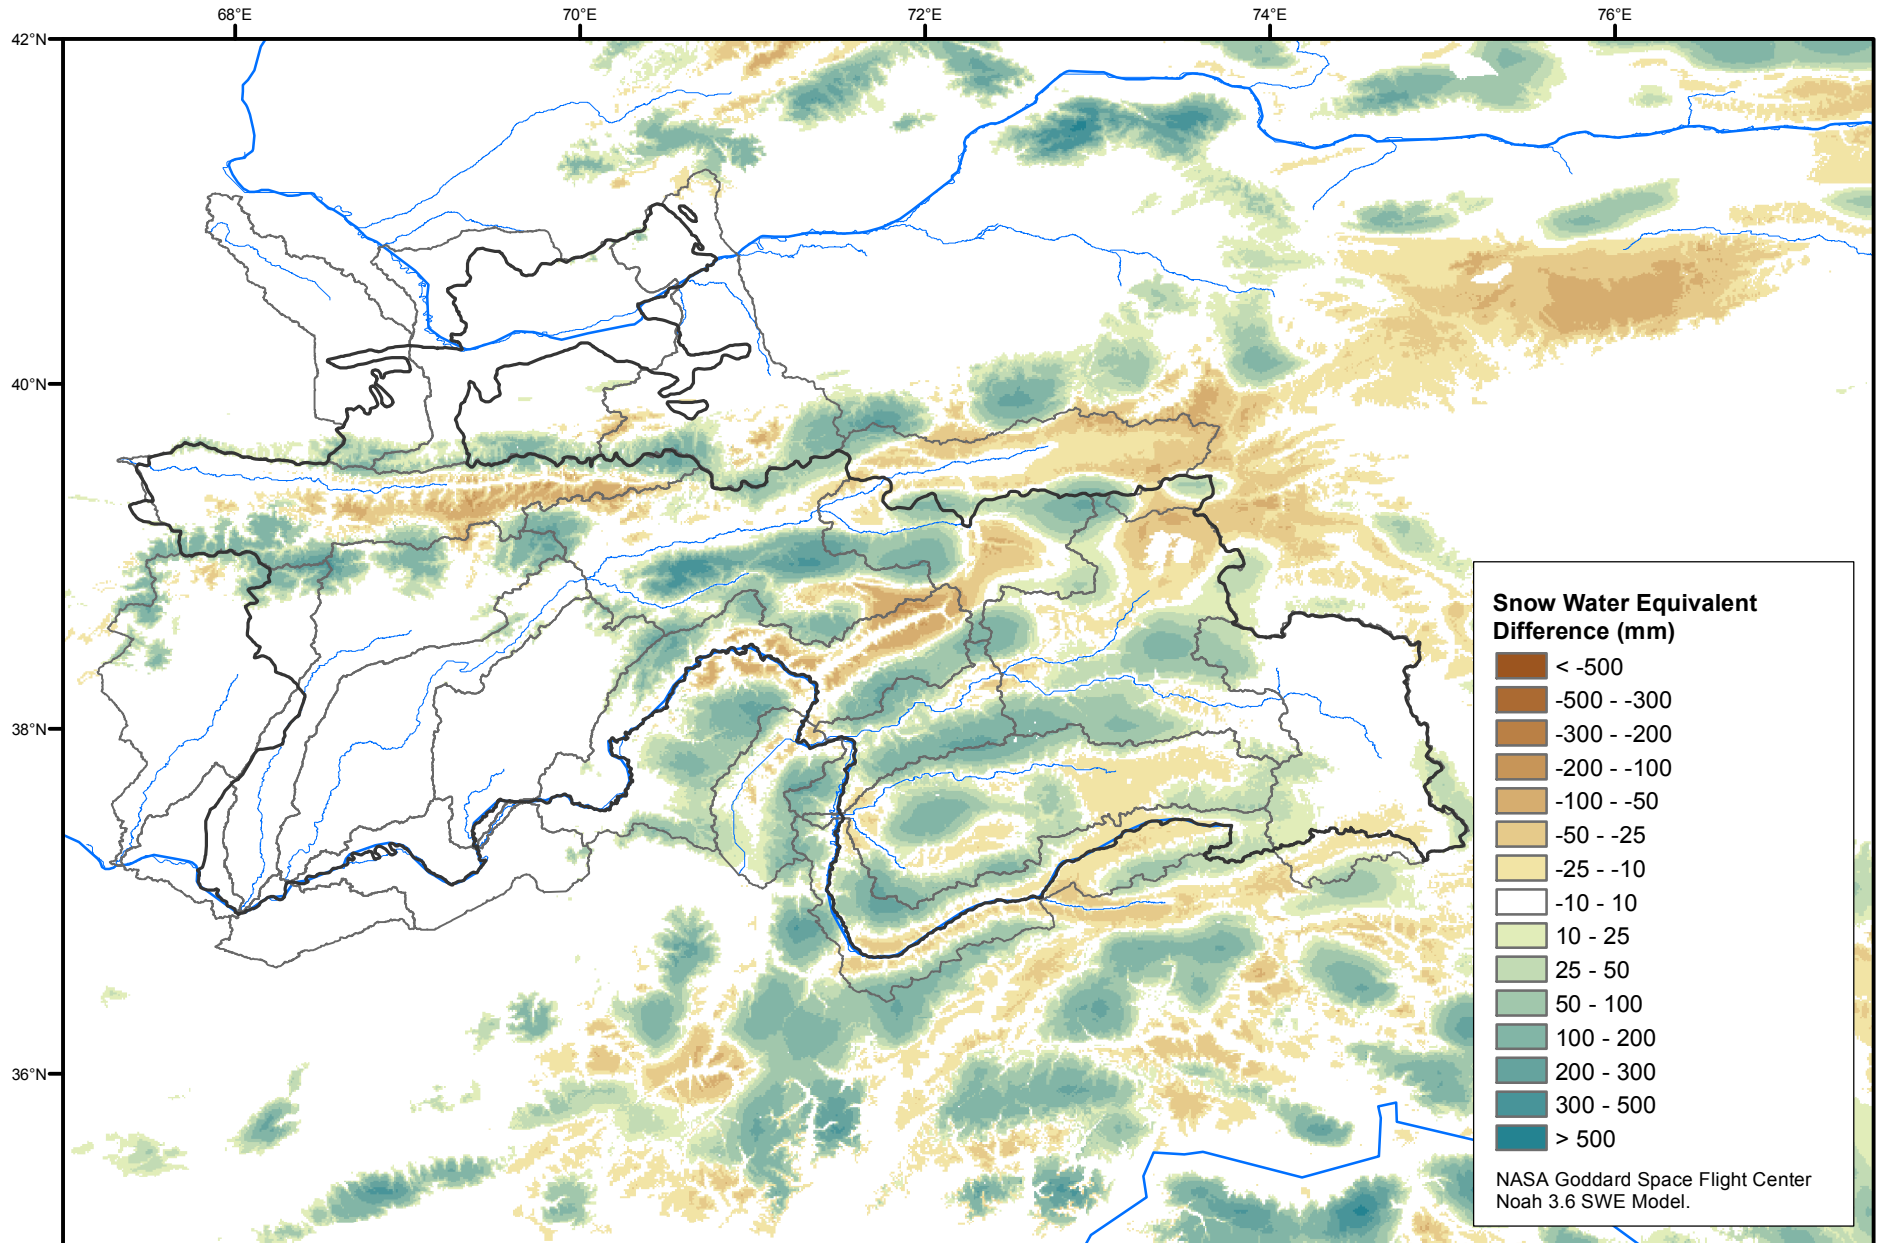 68°E 70°E 72°E 74°E 76°E
42°N
40°N
38°N
36°N
Snow Water Equivalent
Difference (mm)
< -500
-500 - -300
-300 - -200
-200 - -100
-100 - -50
-50 - -25
-25 - -10
-10 - 10
10 - 25
25 - 50
50 - 100
100 - 200
200 - 300
300 - 500
> 500
NASA Goddard Space Flight Center
Noah 3.6 SWE Model.